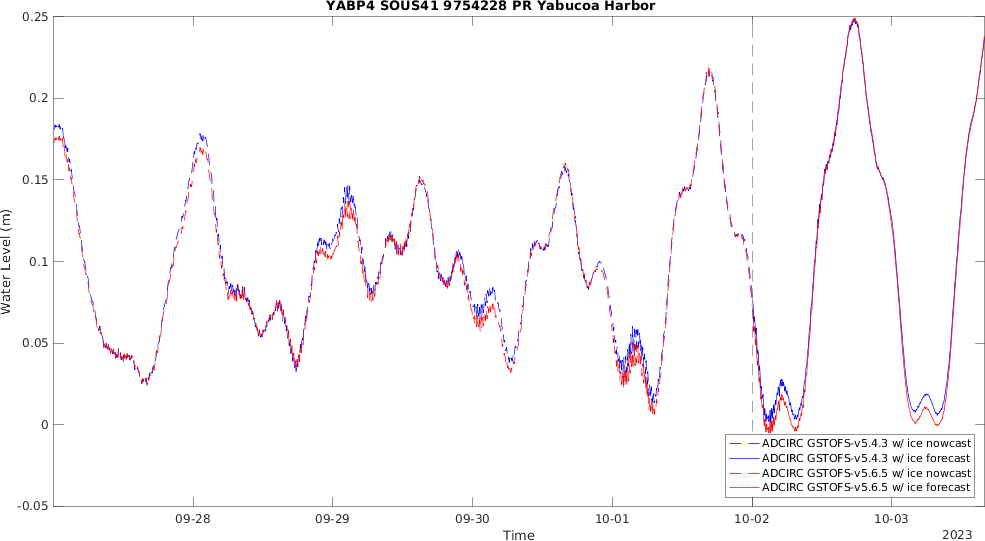 YABP4 SOUS41 9754228 PR Yabucoa Harbor
0.25
0.2
0.15
0.1
0.05
0
-0.05
Water Level (m)
ADCIRC GSTOFS-v5.4.3 w/ ice nowcast
ADCIRC GSTOFS-v5.4.3 w/ ice forecast
ADCIRC GSTOFS-v5.6.5 w/ ice nowcast
ADCIRC GSTOFS-v5.6.5 w/ ice forecast
09-28 09-29 09-30 10-01 10-02 10-03
Time
2023